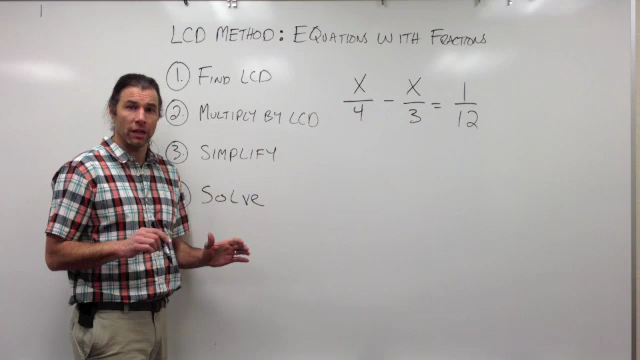 LCD METHOD: EQUATIONS WITH FRACTIONS
1. FIND LCD
2. MULTIPLY BY LCD
3. SIMPLIFY
SOLVE
X/4 - X/3 = 1/12